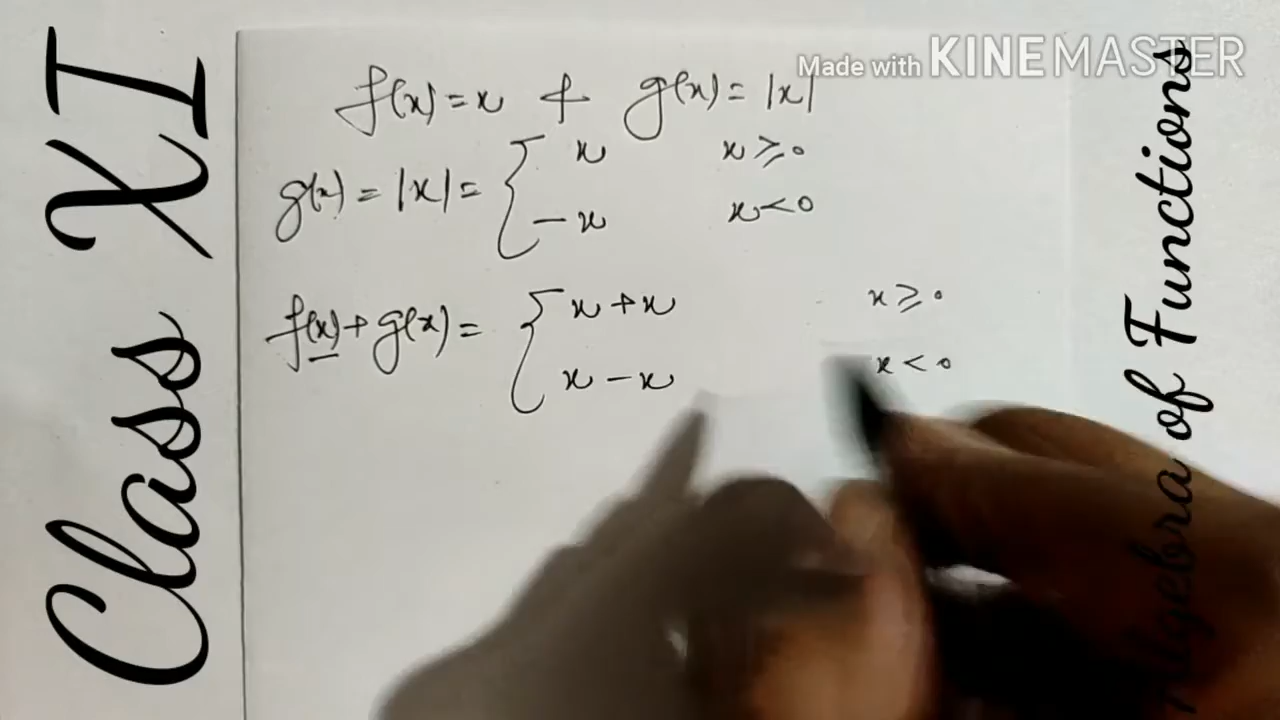 Made with KINEMASTER
Class XI
f(x) = x & g(x) = |x|
g(x) = |x| = { x x ≥ 0
-x x < 0
f(x) + g(x) = { x + x x ≥ 0
x - x x < 0
Algebra of Functions